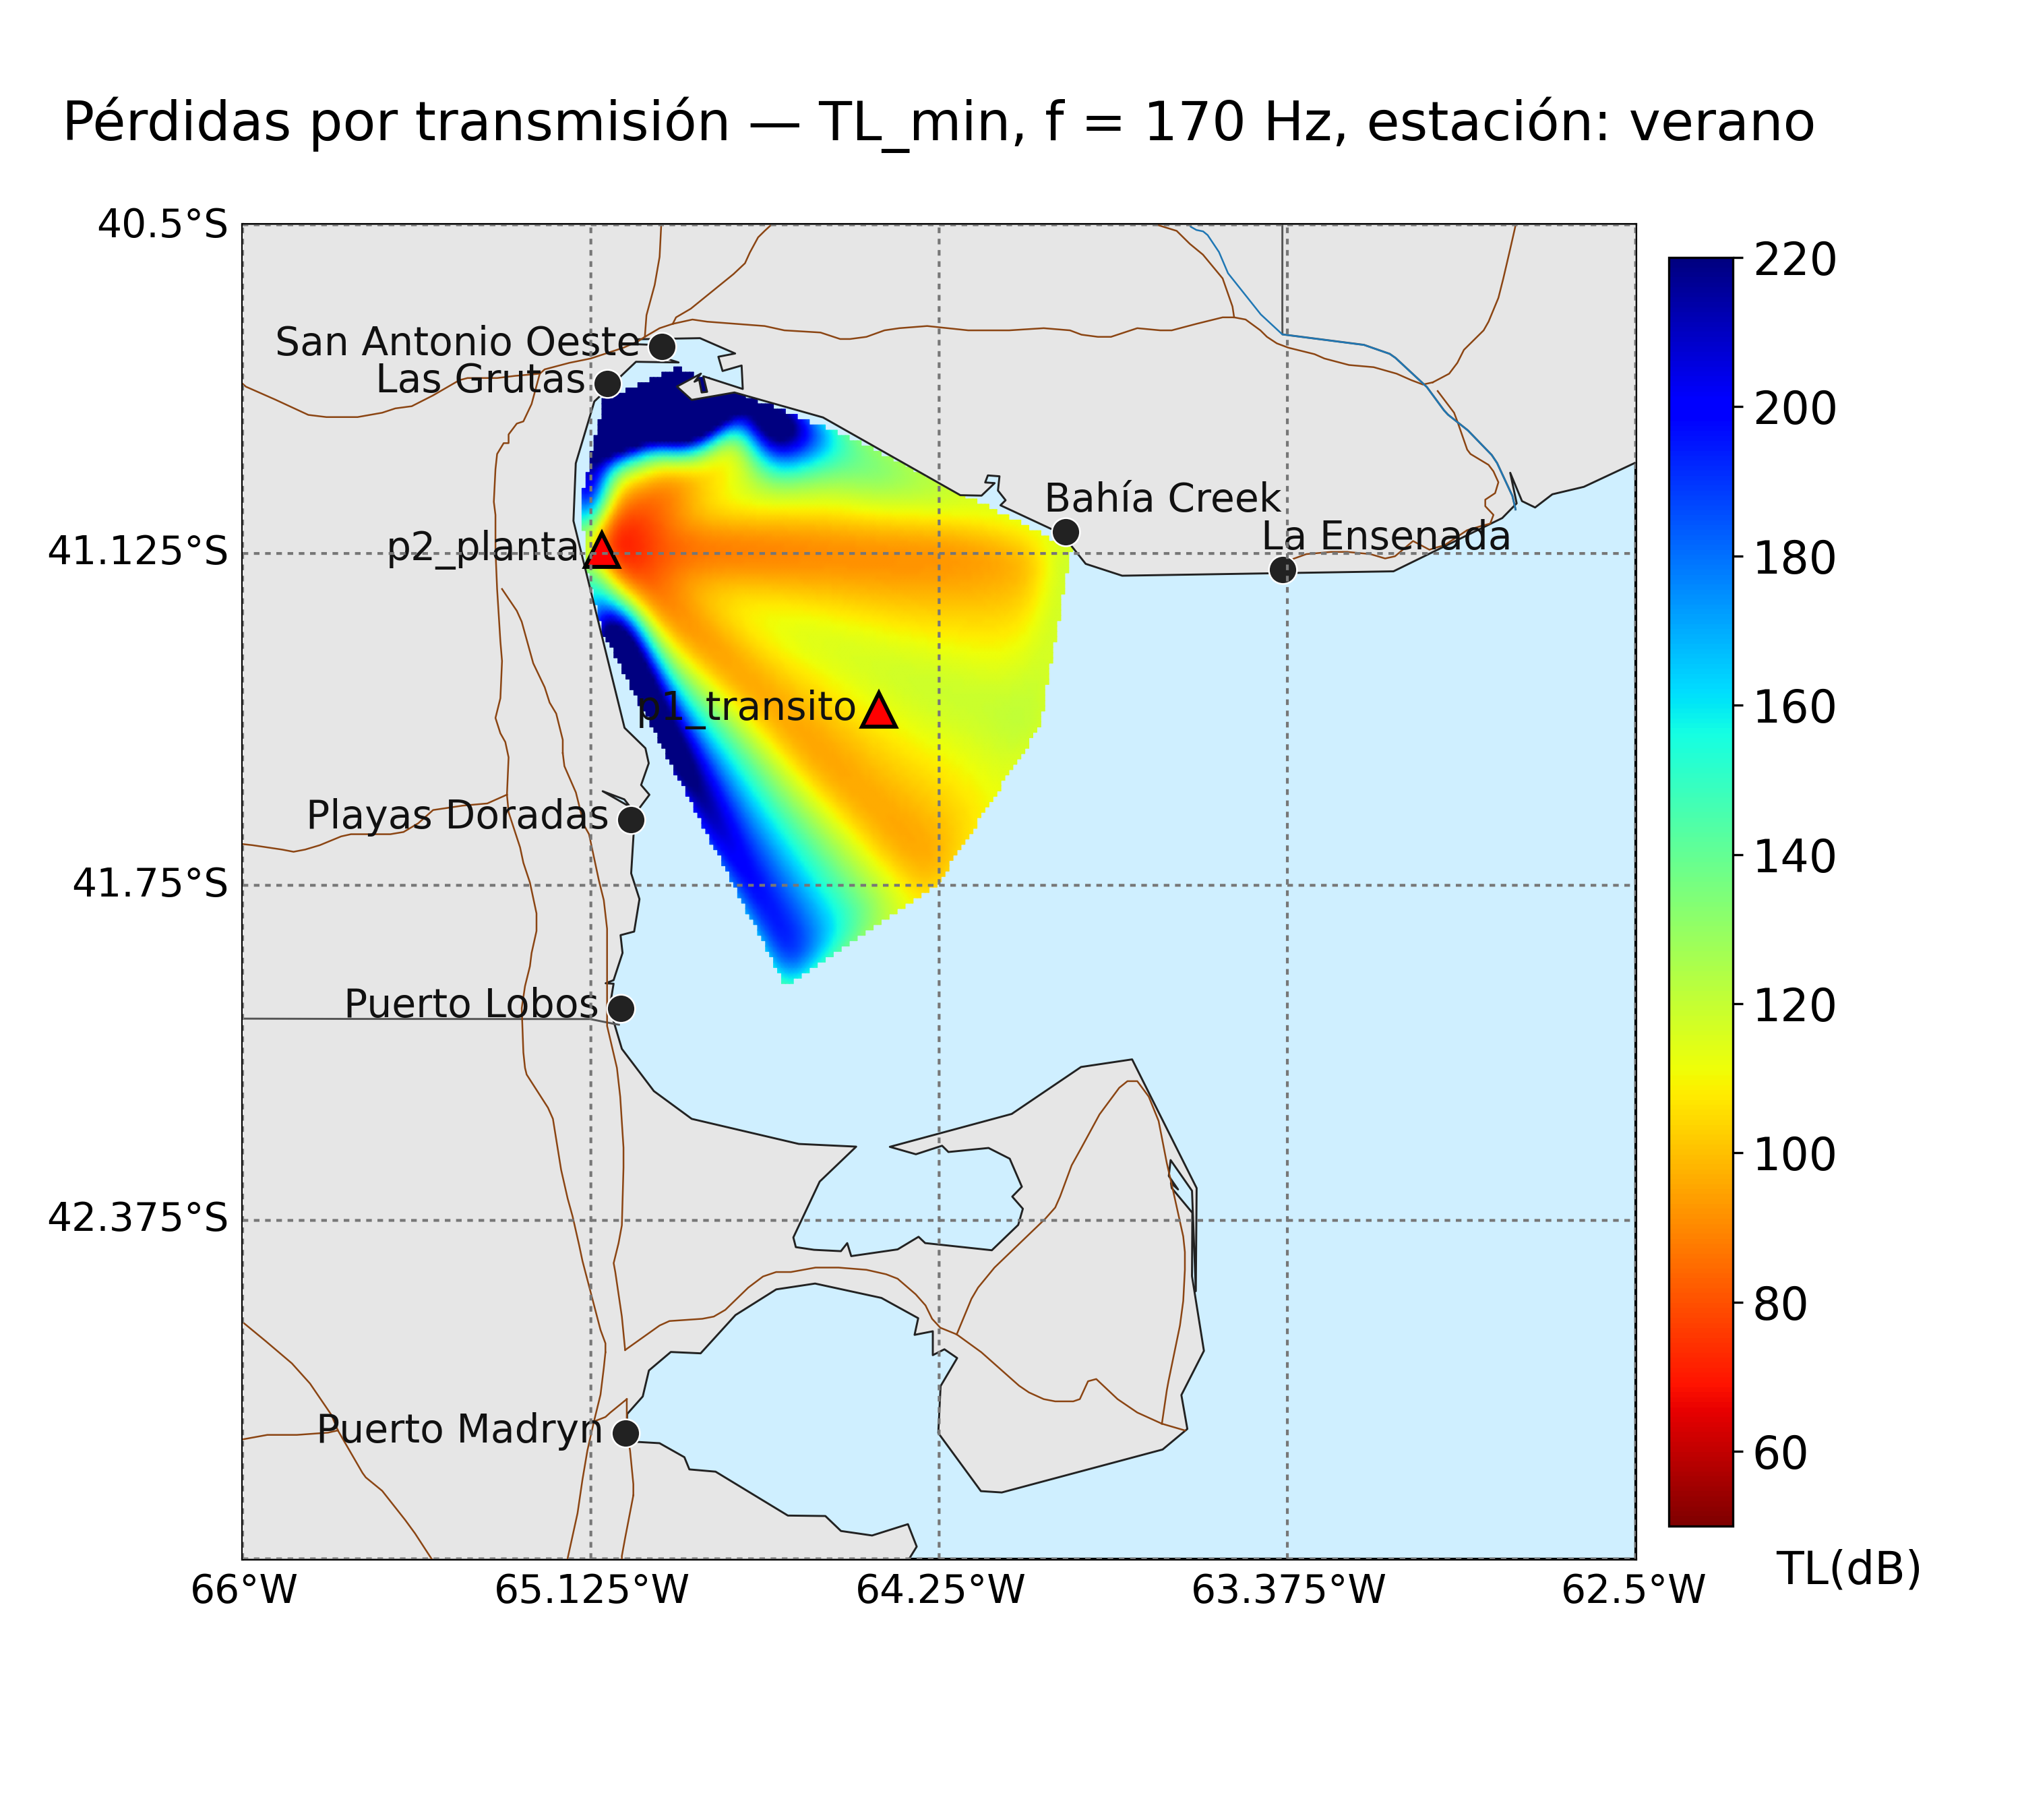 Pérdidas por transmisión — TL_min, f = 170 Hz, estación: verano
40.5°S
41.125°S
41.75°S
42.375°S
66°W
65.125°W
64.25°W
63.375°W
62.5°W
San Antonio Oeste
Las Grutas
Bahía Creek
La Ensenada
p2_planta
p1_transito
Playas Doradas
Puerto Lobos
Puerto Madryn
220
200
180
160
140
120
100
80
60
TL(dB)